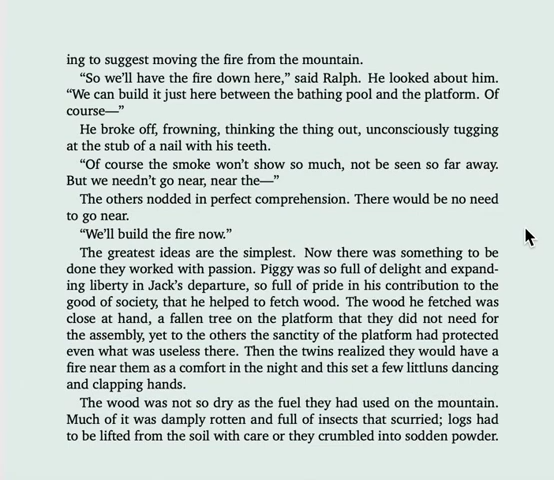 ing to suggest moving the fire from the mountain.
“So we’ll have the fire down here,” said Ralph. He looked about him.
“We can build it just here between the bathing pool and the platform. Of
course—”
He broke off, frowning, thinking the thing out, unconsciously tugging
at the stub of a nail with his teeth.
“Of course the smoke won’t show so much, not be seen so far away.
But we needn’t go near, near the—”
The others nodded in perfect comprehension. There would be no need
to go near.
“We’ll build the fire now.”
The greatest ideas are the simplest. Now there was something to be
done they worked with passion. Piggy was so full of delight and expand-
ing liberty in Jack’s departure, so full of pride in his contribution to the
good of society, that he helped to fetch wood. The wood he fetched was
close at hand, a fallen tree on the platform that they did not need for
the assembly, yet to the others the sanctity of the platform had protected
even what was useless there. Then the twins realized they would have a
fire near them as a comfort in the night and this set a few littluns dancing
and clapping hands.
The wood was not so dry as the fuel they had used on the mountain.
Much of it was damply rotten and full of insects that scurried; logs had
to be lifted from the soil with care or they crumbled into sodden powder.